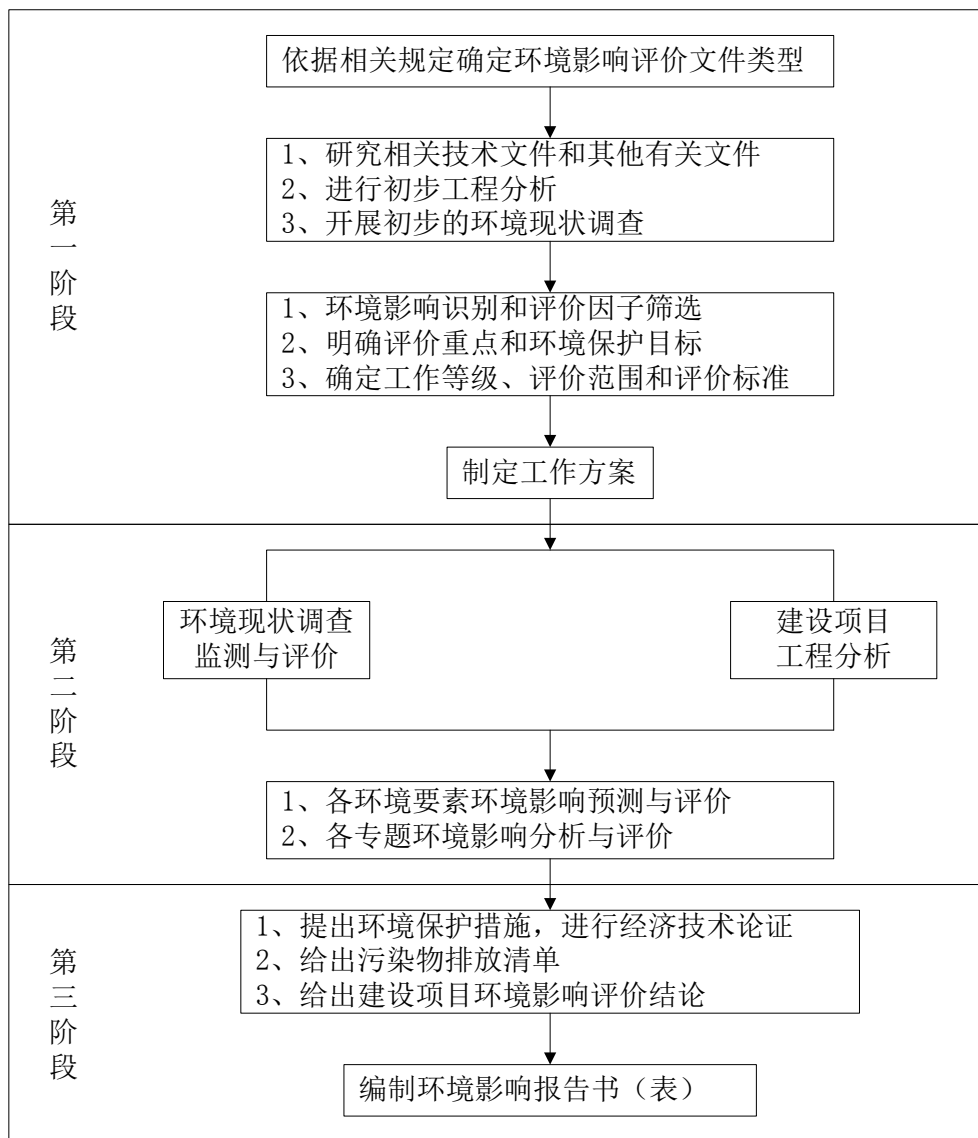 依据相关规定确定环境影响评价文件类型
第一阶段
1、研究相关技术文件和其他有关文件
2、进行初步工程分析
3、开展初步的环境现状调查
1、环境影响识别和评价因子筛选
2、明确评价重点和环境保护目标
3、确定工作等级、评价范围和评价标准
制定工作方案
第二阶段
环境现状调查
监测与评价
建设项目
工程分析
1、各环境要素环境影响预测与评价
2、各专题环境影响分析与评价
第三阶段
1、提出环境保护措施，进行经济技术论证
2、给出污染物排放清单
3、给出建设项目环境影响评价结论
编制环境影响报告书（表）